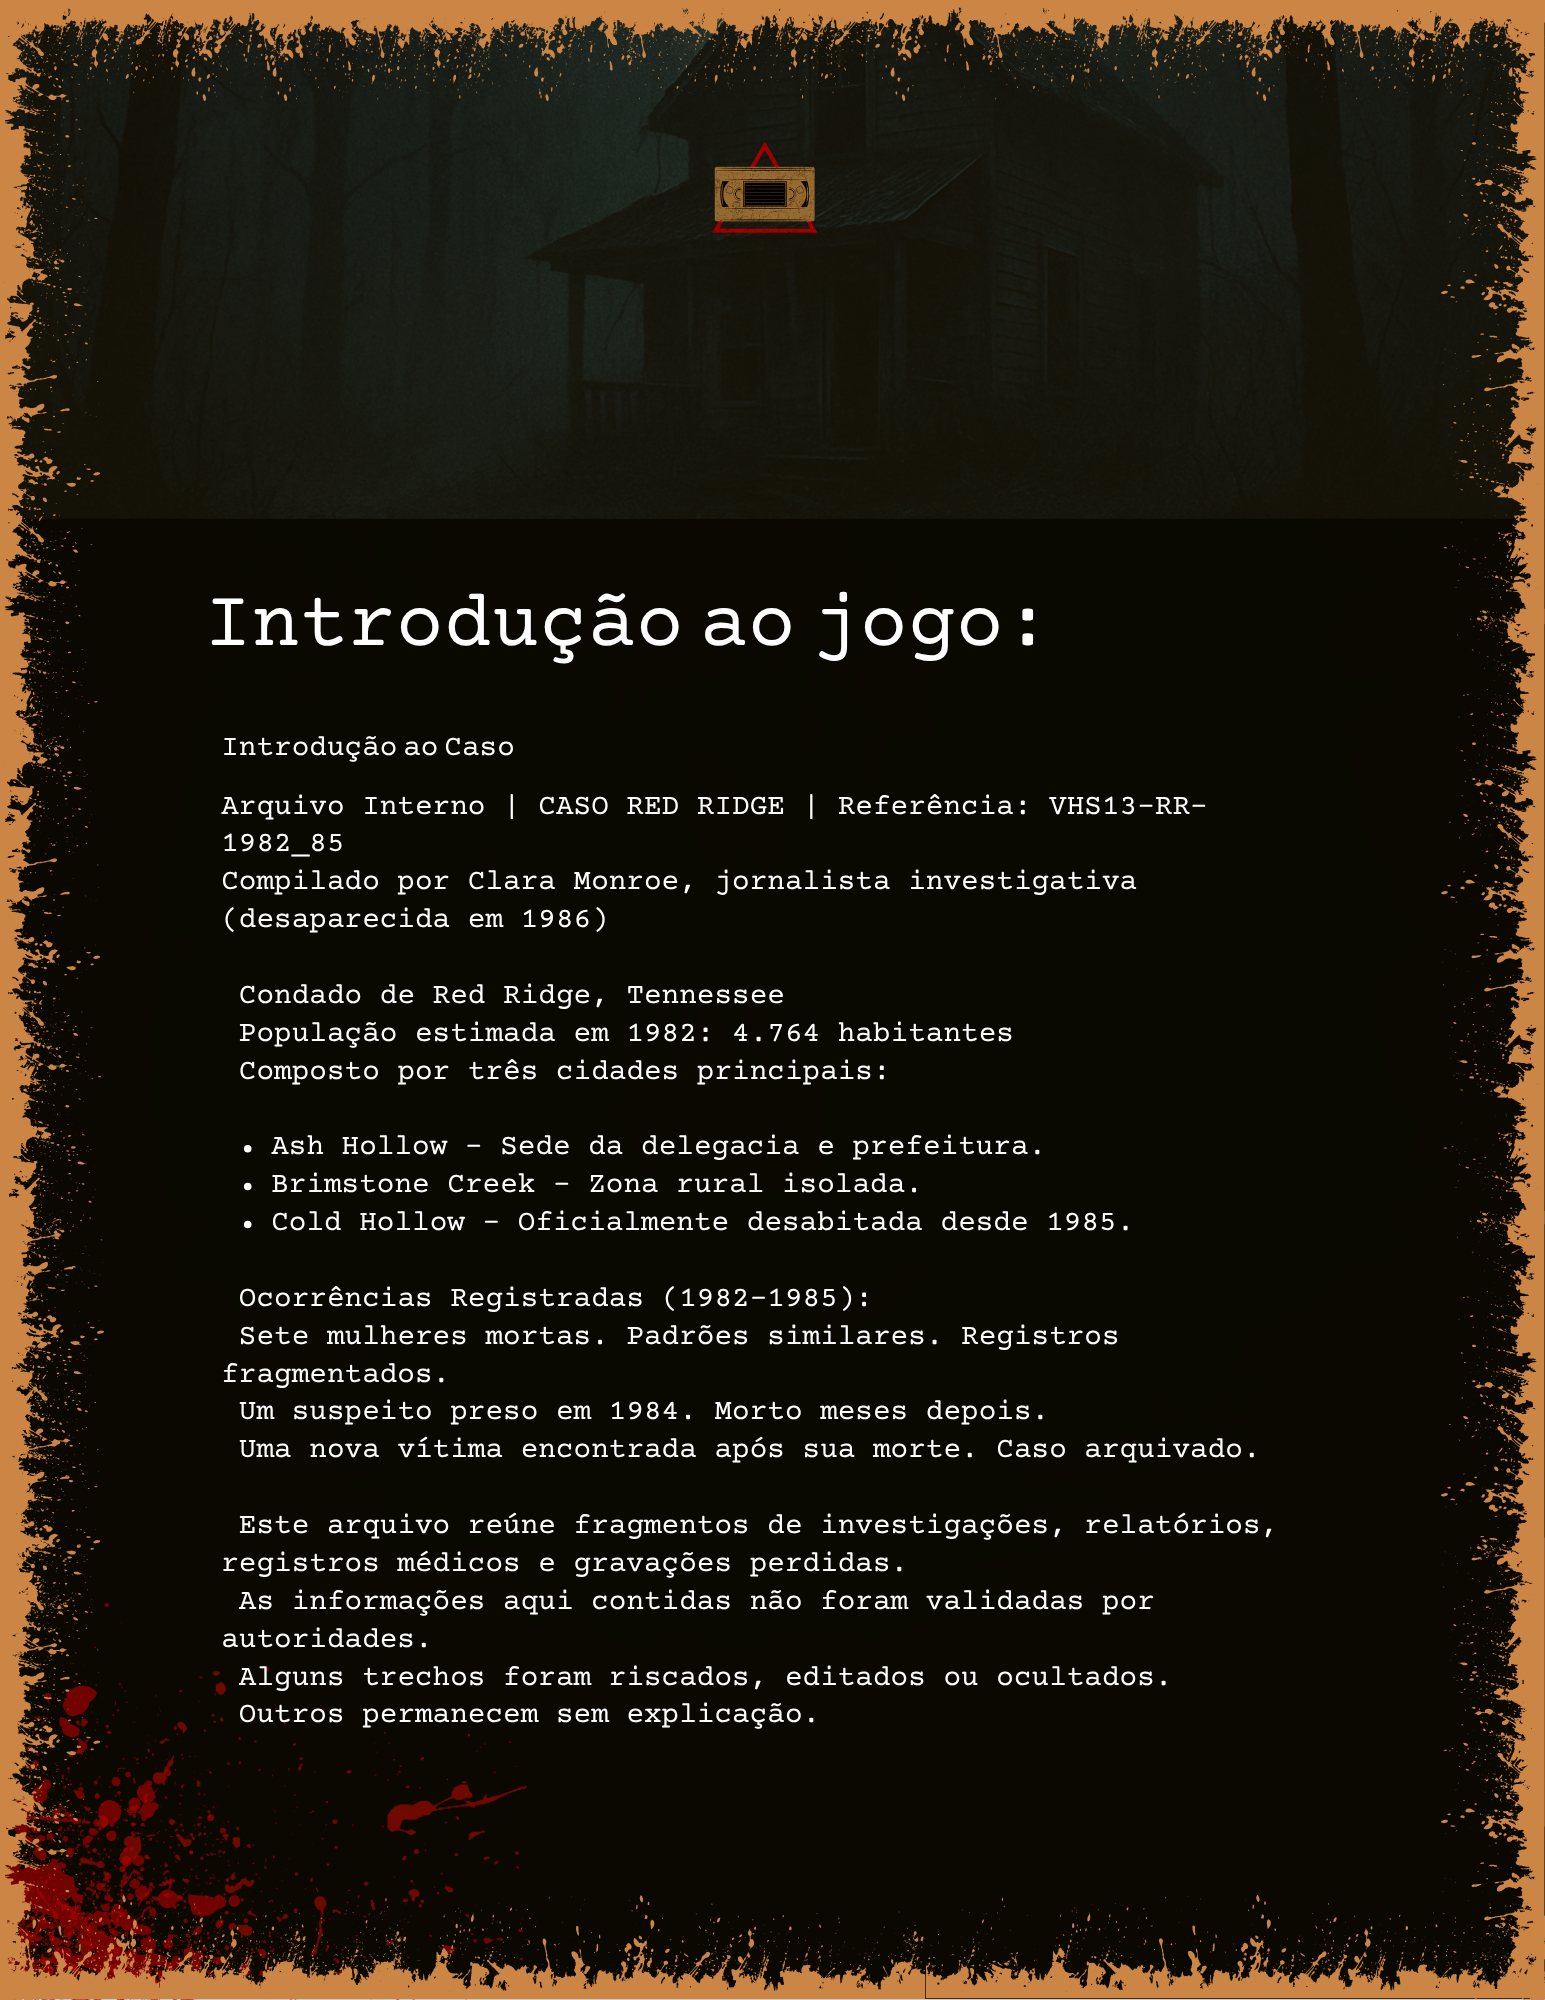 Introdução ao jogo:
Introdução ao Caso
Arquivo Interno | CASO RED RIDGE | Referência: VHS13-RR-
1982_85
Compilado por Clara Monroe, jornalista investigativa
(desaparecida em 1986)
Condado de Red Ridge, Tennessee
População estimada em 1982: 4.764 habitantes
Composto por três cidades principais:
• Ash Hollow – Sede da delegacia e prefeitura.
• Brimstone Creek – Zona rural isolada.
• Cold Hollow – Oficialmente desabitada desde 1985.
Ocorrências Registradas (1982–1985):
Sete mulheres mortas. Padrões similares. Registros
fragmentados.
Um suspeito preso em 1984. Morto meses depois.
Uma nova vítima encontrada após sua morte. Caso arquivado.
Este arquivo reúne fragmentos de investigações, relatórios,
registros médicos e gravações perdidas.
As informações aqui contidas não foram validadas por
autoridades.
Alguns trechos foram riscados, editados ou ocultados.
Outros permanecem sem explicação.